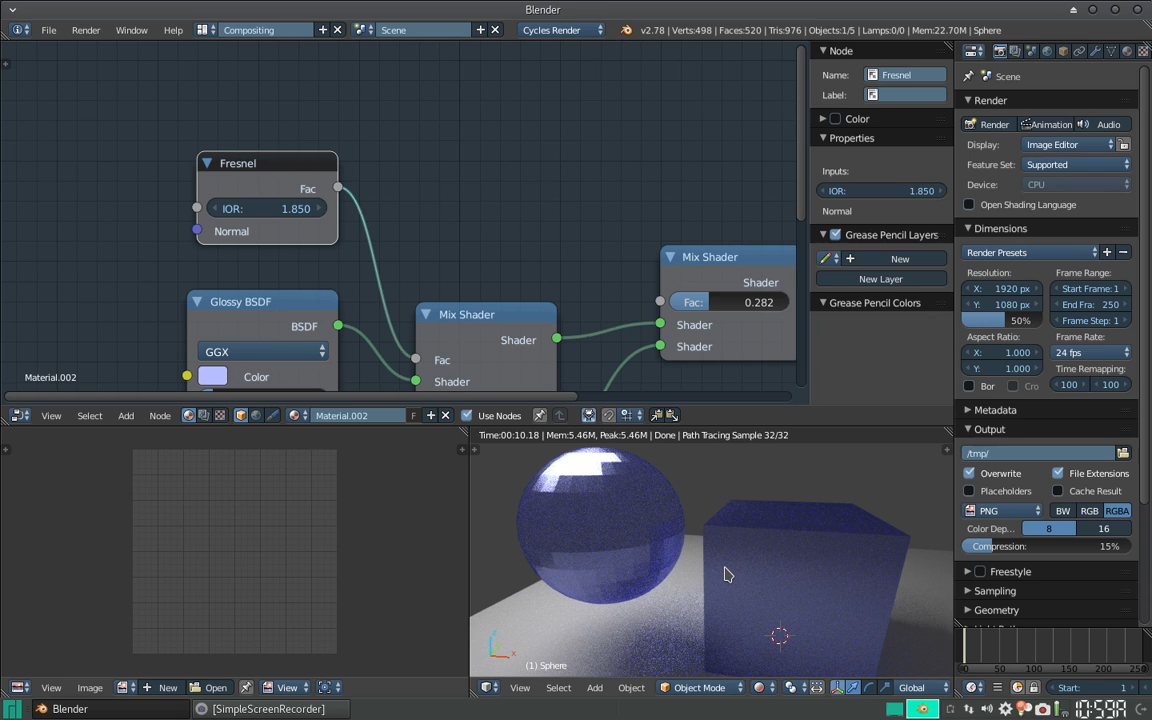 Blender
File Render Window Help Compositing Scene Cycles Render v2.78 | Verts:498 | Faces:520 | Tris:976 | Objects:1/5 | Lamps:0/0 | Mem:22.70M | Sphere
Fresnel
Fac
IOR: 1.850
Normal
Glossy BSDF
BSDF
GGX
Color
Mix Shader
Shader
Fac
Shader
Mix Shader
Shader
Fac: 0.282
Shader
Shader
Material.002
Node
Name: Fresnel
Label:
Color
Properties
Inputs:
IOR: 1.850
Normal
Grease Pencil Layers
New
New Layer
Grease Pencil Colors
Scene
Render
Render Animation Audio
Display: Image Editor
Feature Set: Supported
Device: CPU
Open Shading Language
Dimensions
Render Presets
Resolution: Frame Range:
X: 1920 px Start Frame: 1
Y: 1080 px End Fra: 250
50% Frame Step: 1
Aspect Ratio: Frame Rate:
X: 1.000 24 fps
Y: 1.000 Time Remapping:
Bor Cro 100 100
Metadata
Output
/tmp/
Overwrite File Extensions
Placeholders Cache Result
PNG BW RGB RGBA
Color Dep... 8 16
Compression: 15%
Freestyle
Sampling
Geometry
View Select Add Node Material.002 F Use Nodes
Time:00:10.18 | Mem:5.46M, Peak:5.46M | Done | Path Tracing Sample 32/32
(1) Sphere
0 50 100 150 200 250
View Image New Open View
View Select Add Object Object Mode Global
Start: 1
Blender [SimpleScreenRecorder] 10:59A